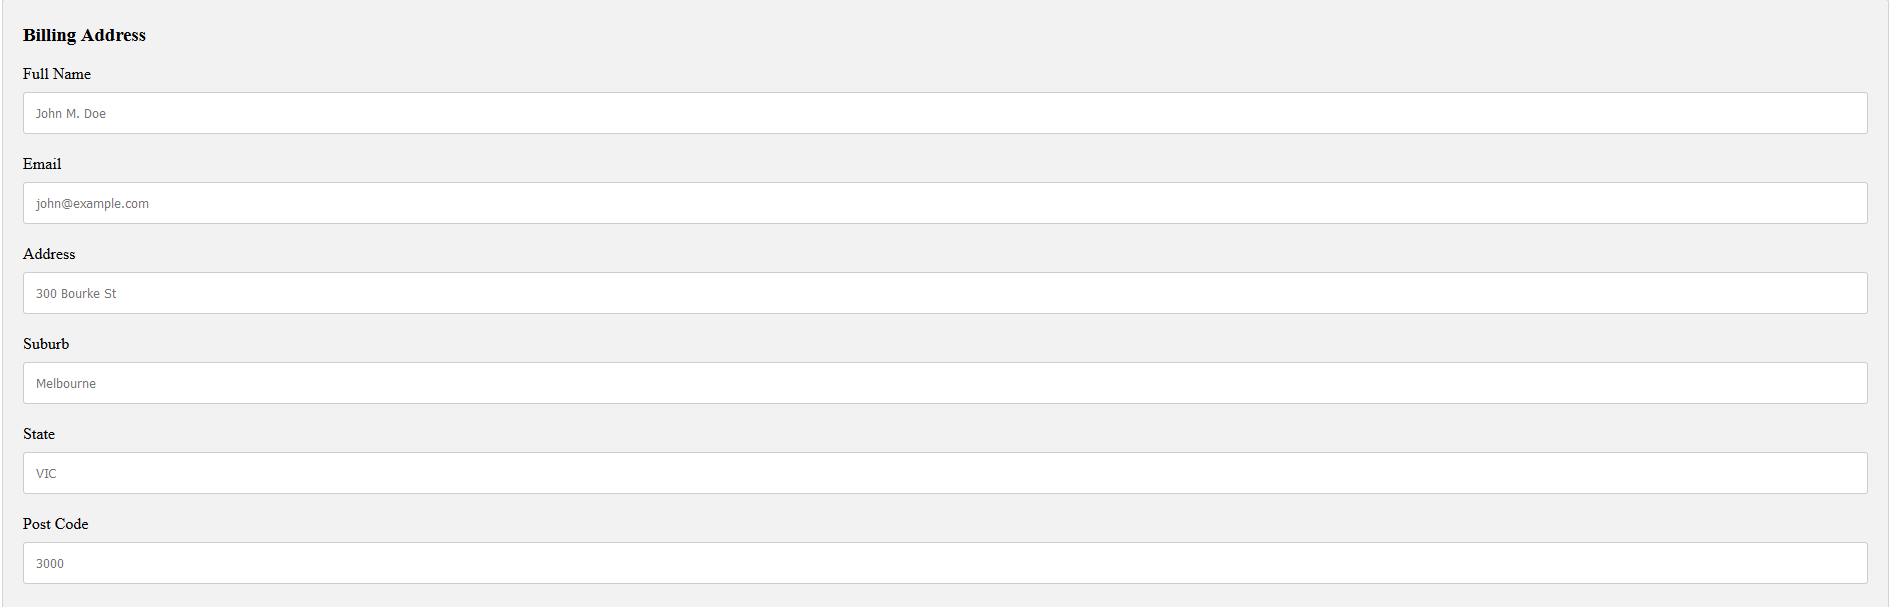 Billing Address
Full Name
John M. Doe
Email
john@example.com
Address
300 Bourke St
Suburb
Melbourne
State
VIC
Post Code
3000